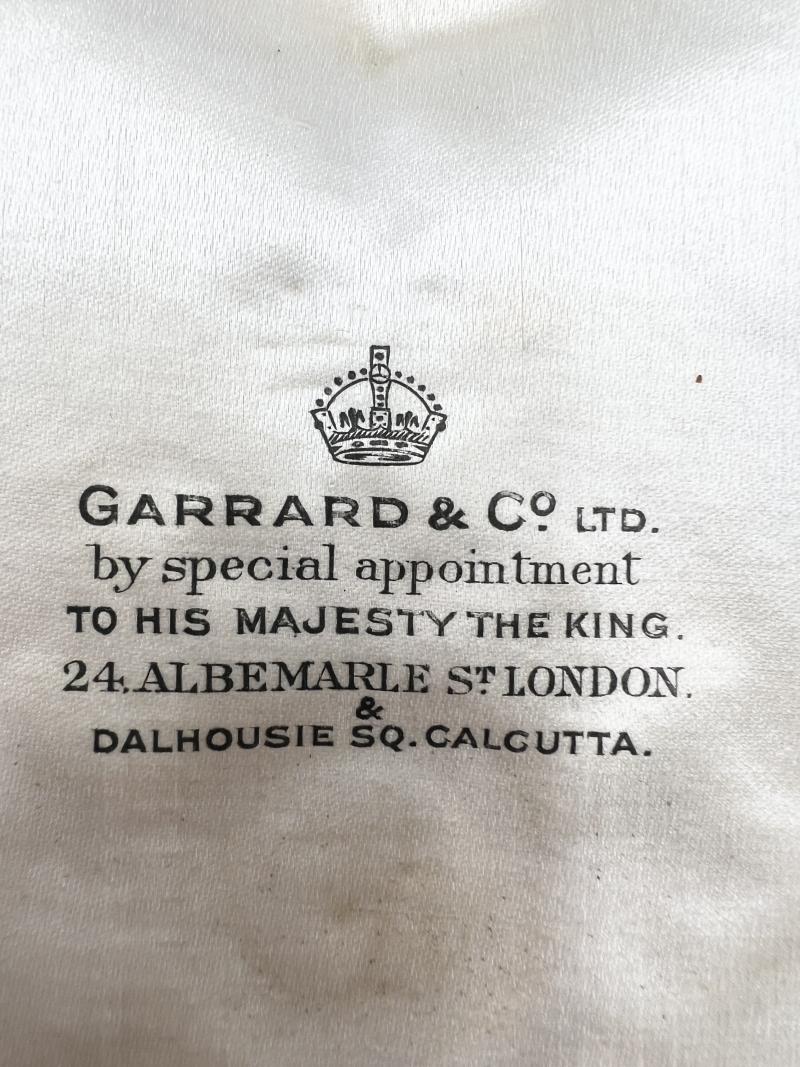 GARRARD & Cº LTD.
by special appointment
TO HIS MAJESTY THE KING.
24, ALBEMARLE ST LONDON.
&
DALHOUSIE SQ. CALCUTTA.